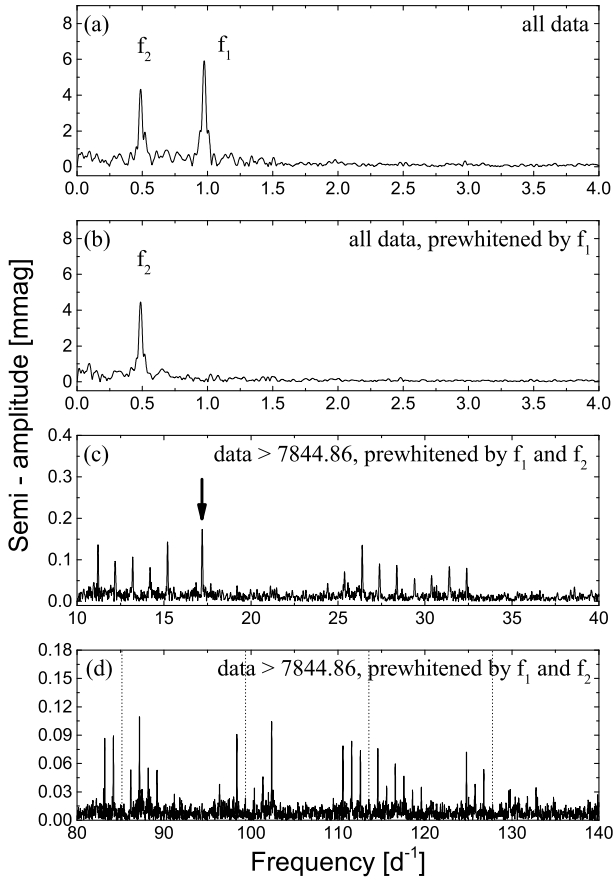 (a) all data
f₂ f₁
8
6
4
2
0
0.0 0.5 1.0 1.5 2.0 2.5 3.0 3.5 4.0
(b) all data, prewhitened by f₁
f₂
8
6
4
2
0
0.0 0.5 1.0 1.5 2.0 2.5 3.0 3.5 4.0
Semi - amplitude [mmag]
(c) data > 7844.86, prewhitened by f₁ and f₂
0.4
0.3
0.2
0.1
0.0
10 15 20 25 30 35 40
(d) data > 7844.86, prewhitened by f₁ and f₂
0.18
0.15
0.12
0.09
0.06
0.03
0.00
80 90 100 110 120 130 140
Frequency [d⁻¹]